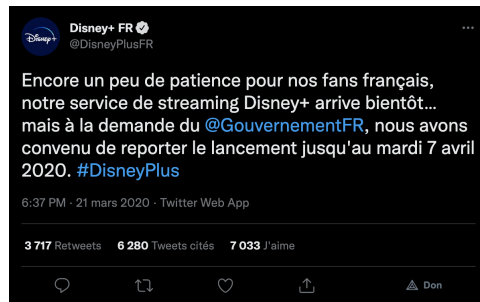 Disney+
Disney+ FR
@DisneyPlusFR
Encore un peu de patience pour nos fans français,
notre service de streaming Disney+ arrive bientôt...
mais à la demande du @GouvernementFR, nous avons
convenu de reporter le lancement jusqu'au mardi 7 avril
2020. #DisneyPlus
6:37 PM · 21 mars 2020 · Twitter Web App
3 717 Retweets 6 280 Tweets cités 7 033 J'aime
Don